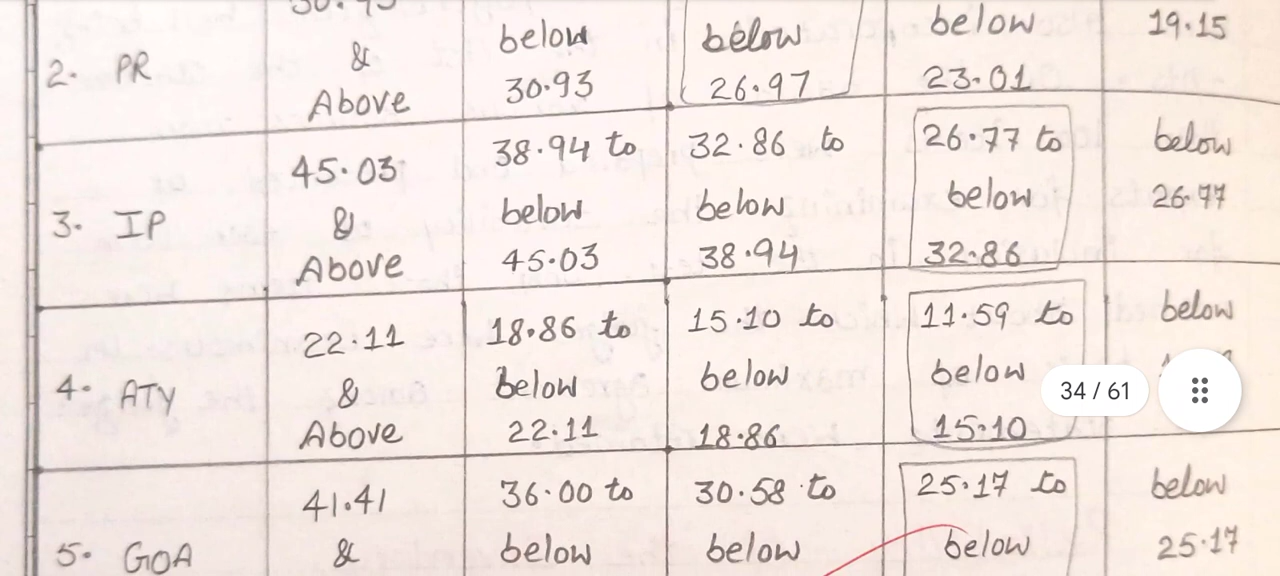 30.93
below
below
below
19.15
2. PR
&
Above
30.93
26.97
23.01
3. IP
45.03
&
Above
38.94 to
below
45.03
32.86 to
below
38.94
26.77 to
below
32.86
below
26.77
4. ATY
22.11
&
Above
18.86 to
below
22.11
15.10 to
below
18.86
11.59 to
below
15.10
below
34 / 61
5. GOA
41.41
&
36.00 to
below
30.58 to
below
25.17 to
below
below
25.17